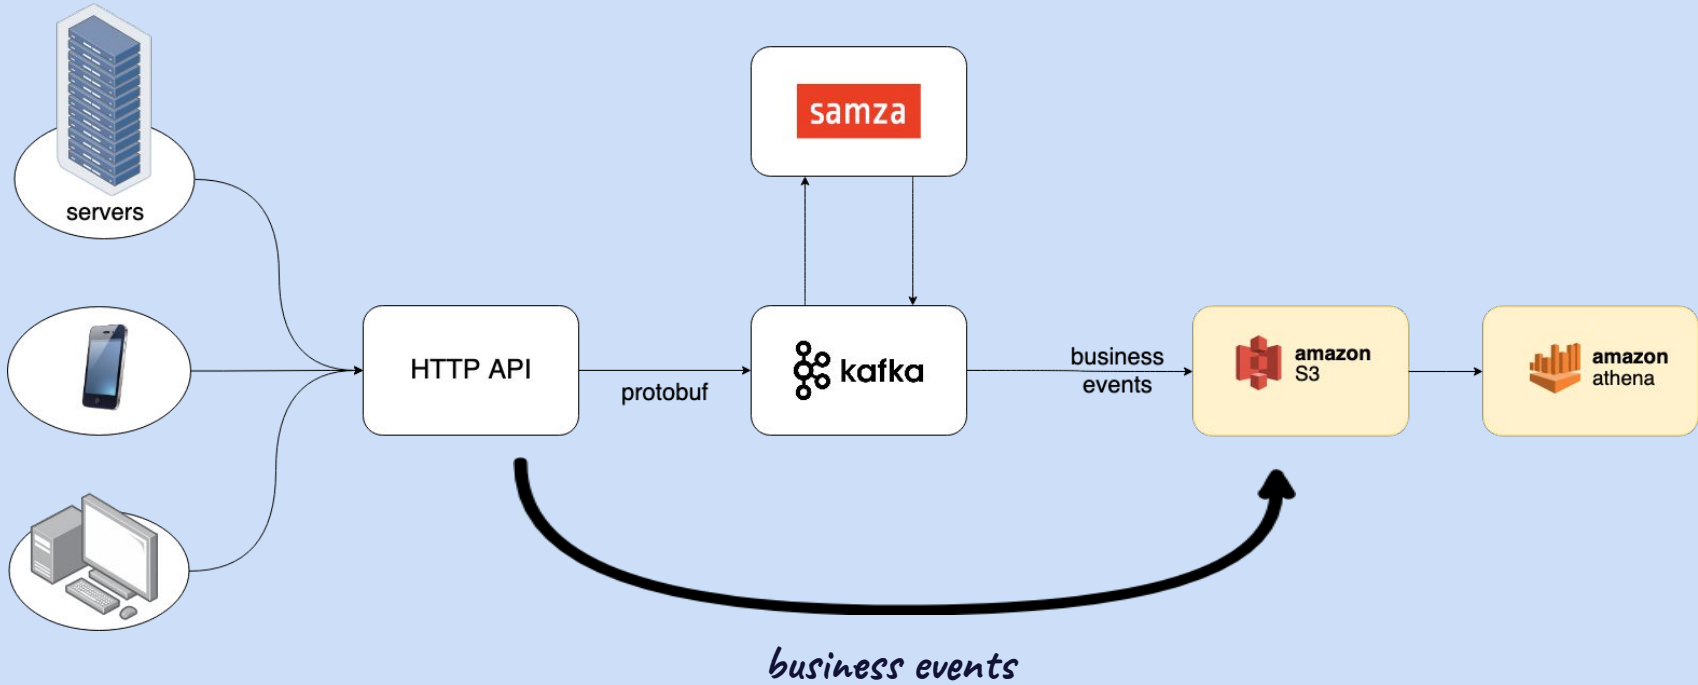 samza
servers
HTTP API
protobuf
kafka
business
events
amazon
S3
amazon
athena
business events